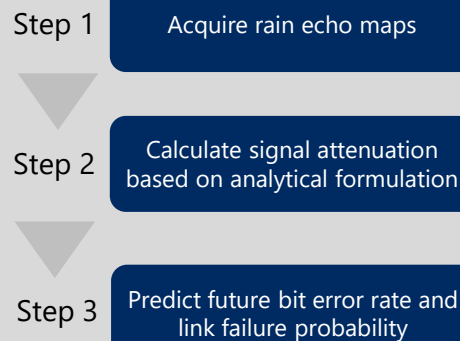 Step 1
Acquire rain echo maps
Step 2
Calculate signal attenuation
based on analytical formulation
Step 3
Predict future bit error rate and
link failure probability